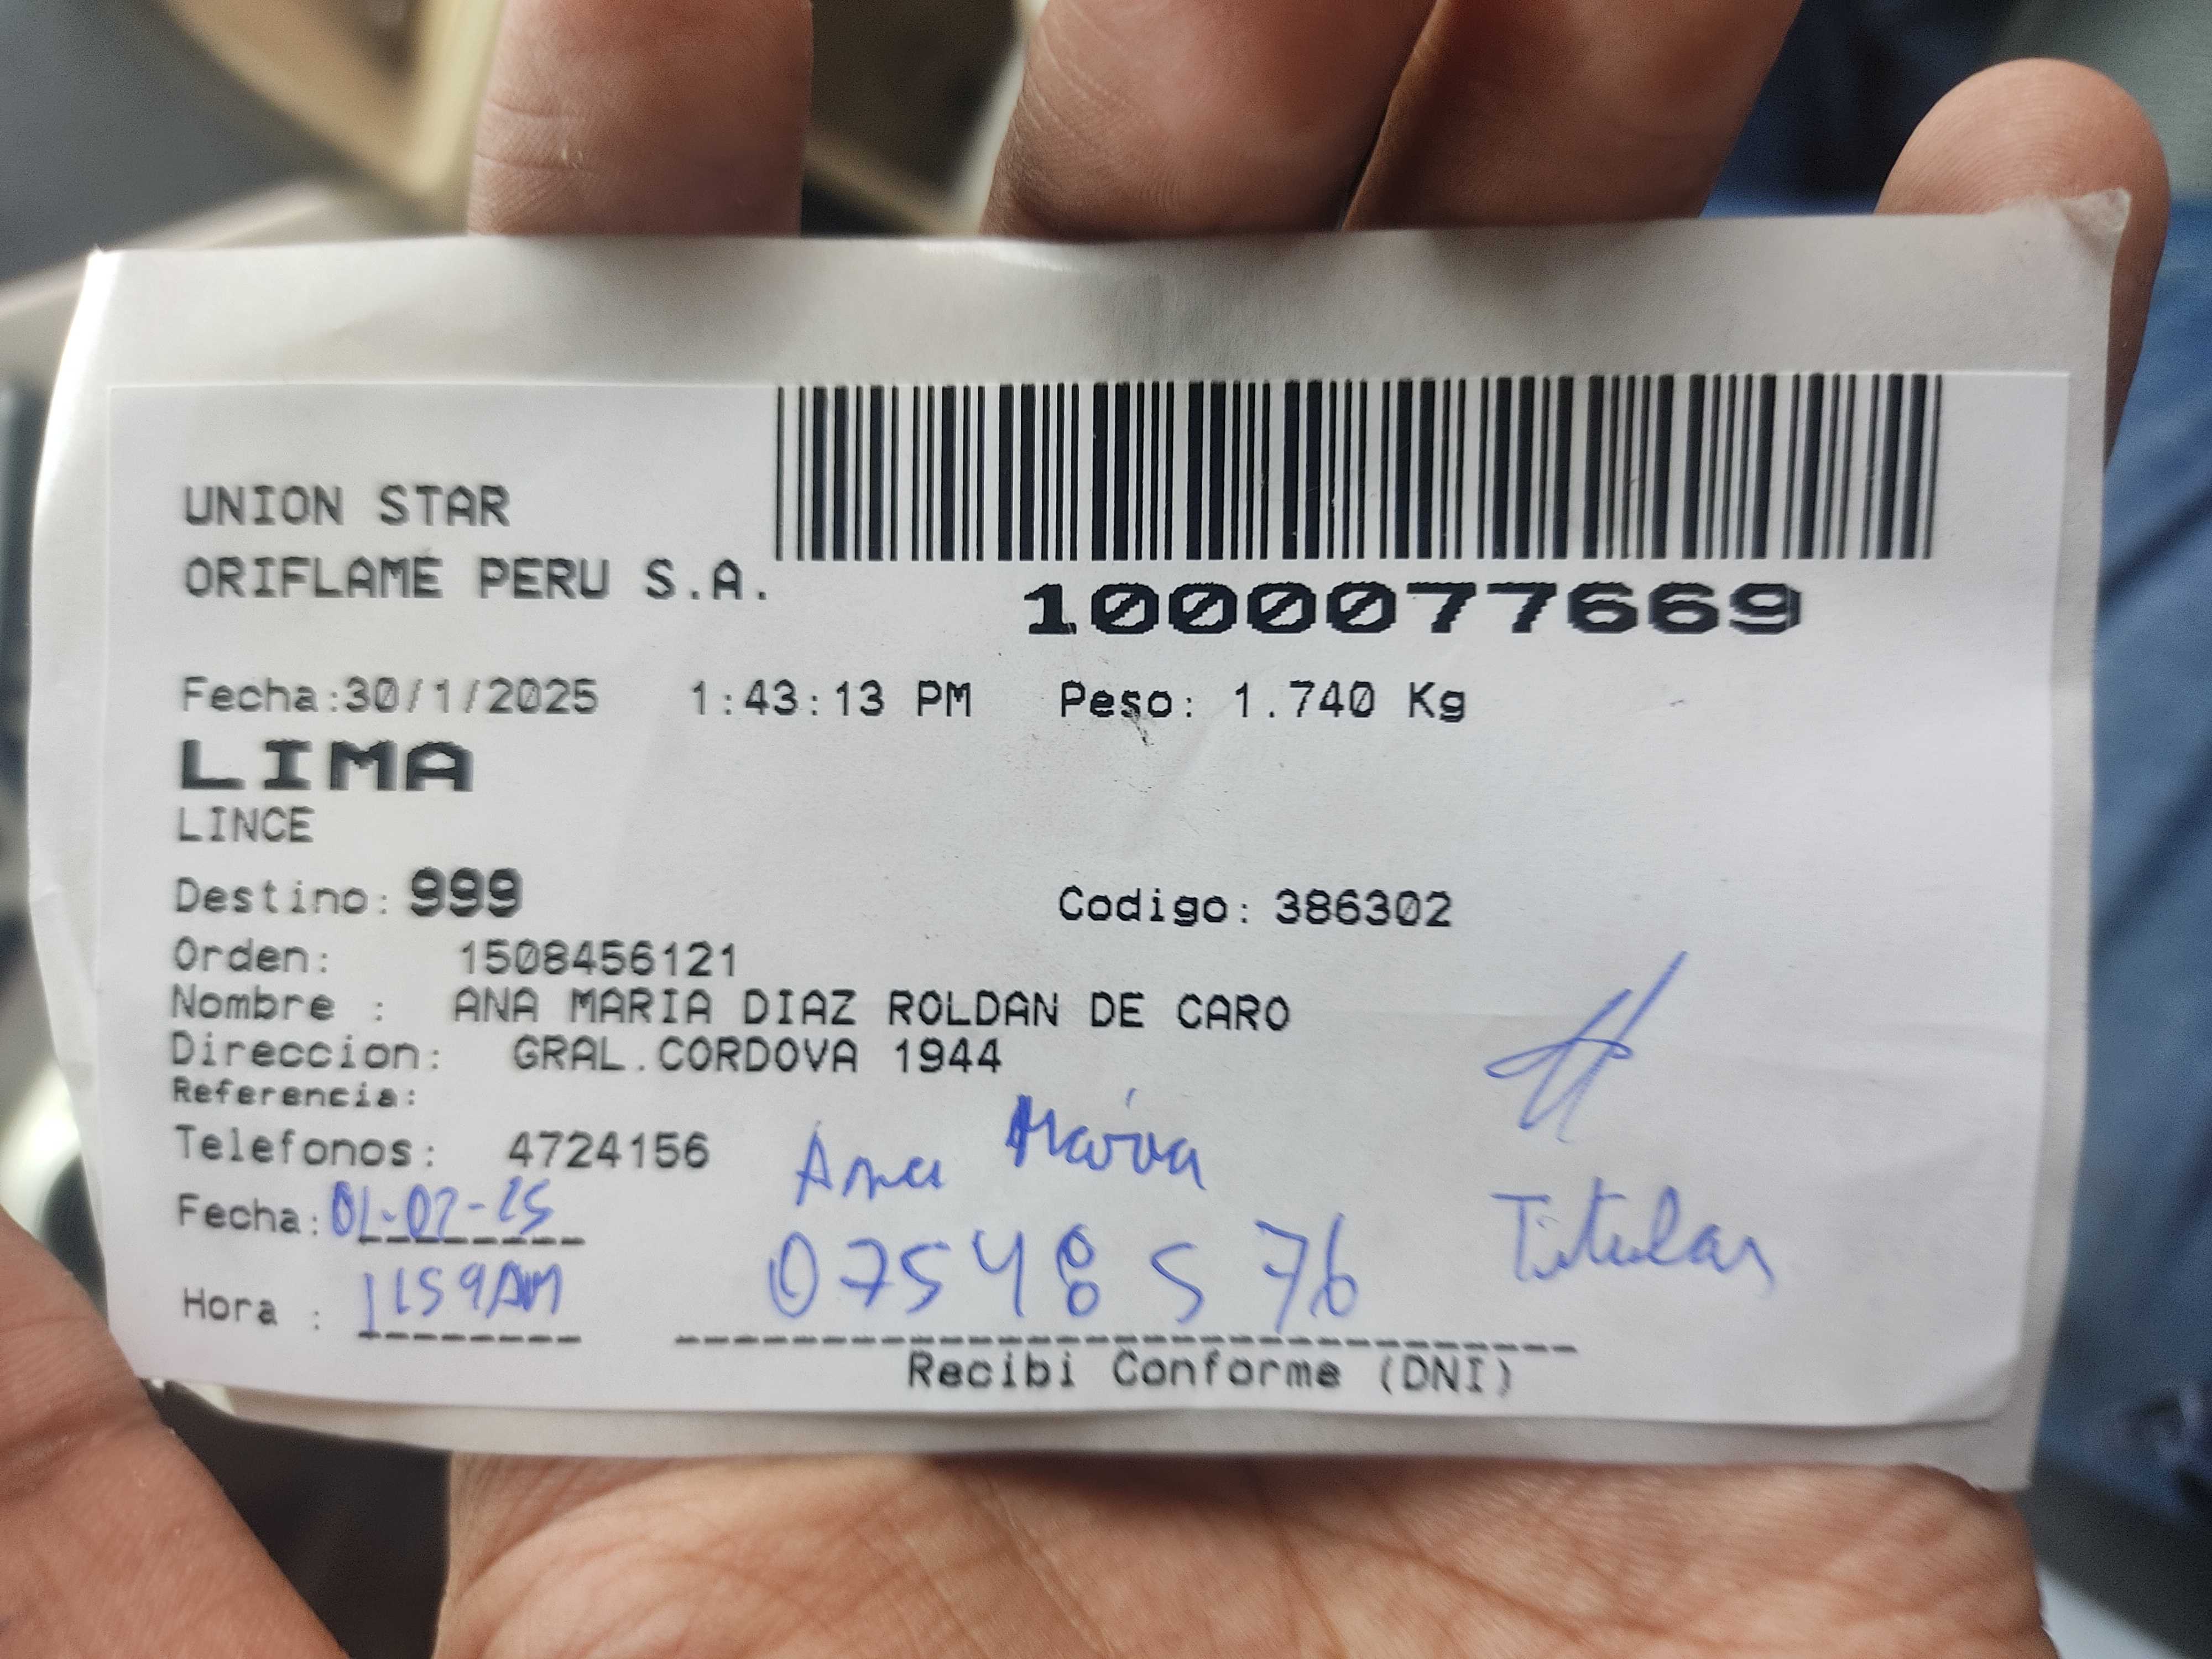 UNION STAR
ORIFLAME PERU S.A.
1000077669
Fecha:30/1/2025 1:43:13 PM Peso: 1.740 Kg
LIMA
LINCE
Destino: 999 Codigo: 386302
Orden: 1508456121
Nombre : ANA MARIA DIAZ ROLDAN DE CARO
Direccion: GRAL.CORDOVA 1944
Referencia:
Telefonos: 4724156 Ana María
Fecha: 01-02-25 07548576 Titular
Hora : 1159AM
Recibi Conforme (DNI)